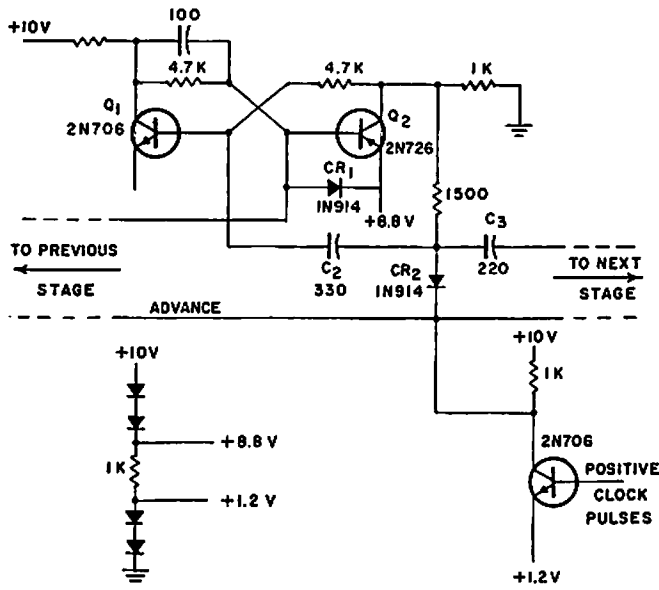 100
+10V
4.7K
4.7K
1K
Q1
2N706
Q2
2N726
CR1
1N914
+8.8V
1500
C3
220
C2
330
CR2
1N914
TO PREVIOUS
STAGE
TO NEXT
STAGE
ADVANCE
+10V
+8.8V
1K
+1.2V
+10V
1K
2N706
POSITIVE
CLOCK
PULSES
+1.2V